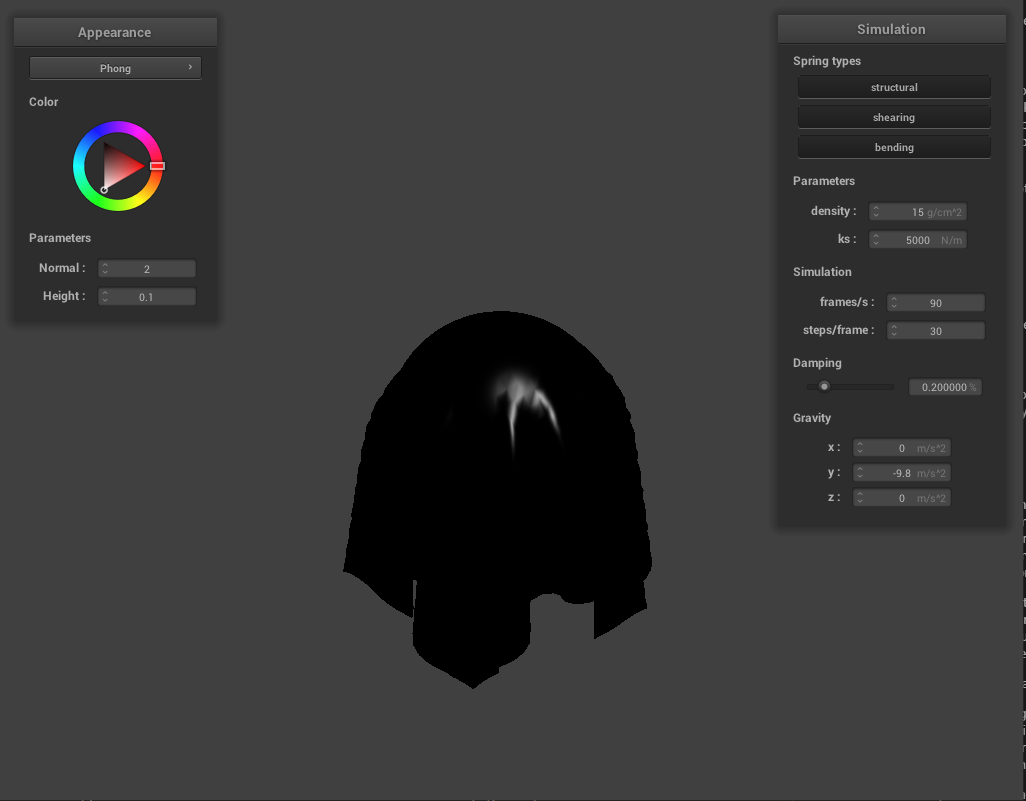 Appearance
Phong
Color
Parameters
Normal : 2
Height : 0.1
Simulation
Spring types
structural
shearing
bending
Parameters
density : 15 g/cm^2
ks : 5000 N/m
Simulation
frames/s : 90
steps/frame : 30
Damping
0.200000 %
Gravity
x : 0 m/s^2
y : -9.8 m/s^2
z : 0 m/s^2